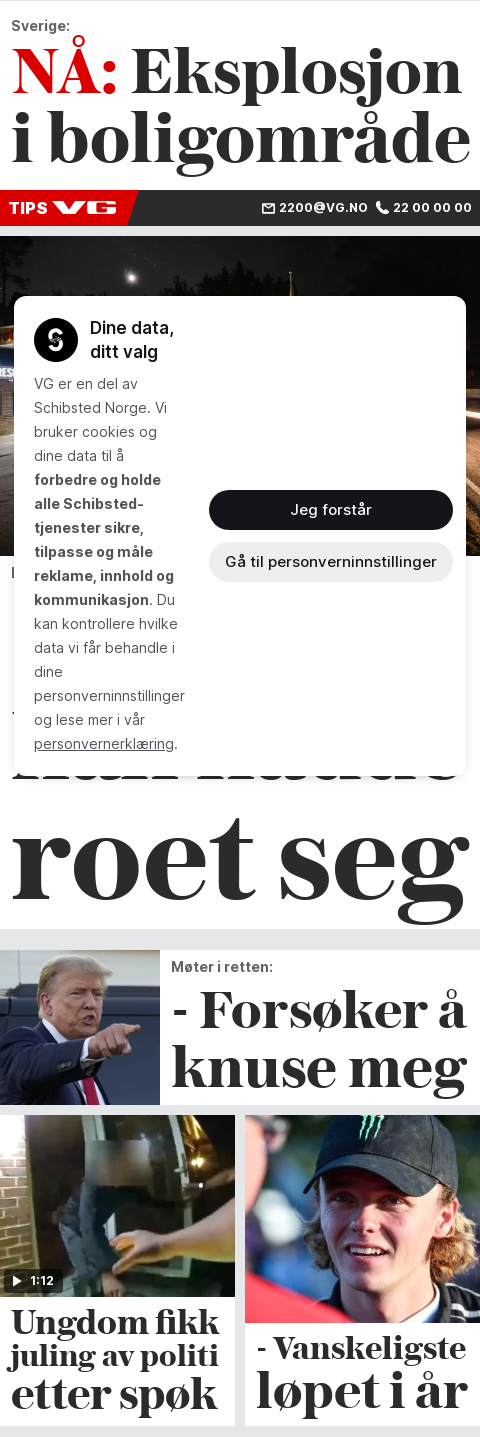 Sverige:
NÅ: Eksplosjon
i boligområde
TIPS VG
2200@VG.NO 22 00 00 00
Dine data,
ditt valg
VG er en del av
Schibsted Norge. Vi
bruker cookies og
dine data til å
forbedre og holde
alle Schibsted-
tjenester sikre,
tilpasse og måle
reklame, innhold og
kommunikasjon. Du
kan kontrollere hvilke
data vi får behandle i
dine
personverninnstillinger
og lese mer i vår
personvernerklæring.
Jeg forstår
Gå til personverninnstillinger
roet seg
Møter i retten:
- Forsøker å
knuse meg
1:12
Ungdom fikk
juling av politi
etter spøk
- Vanskeligste
løpet i år